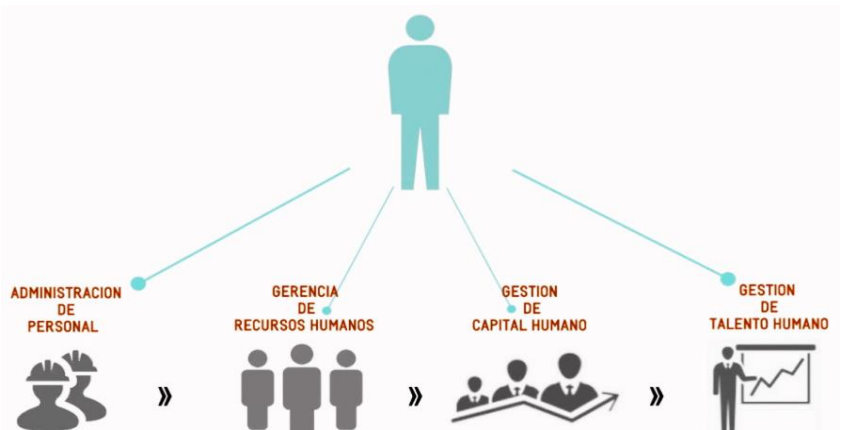 ADMINISTRACION
DE
PERSONAL
GERENCIA
DE
RECURSOS HUMANOS
GESTION
DE
CAPITAL HUMANO
GESTION
DE
TALENTO HUMANO
» » »